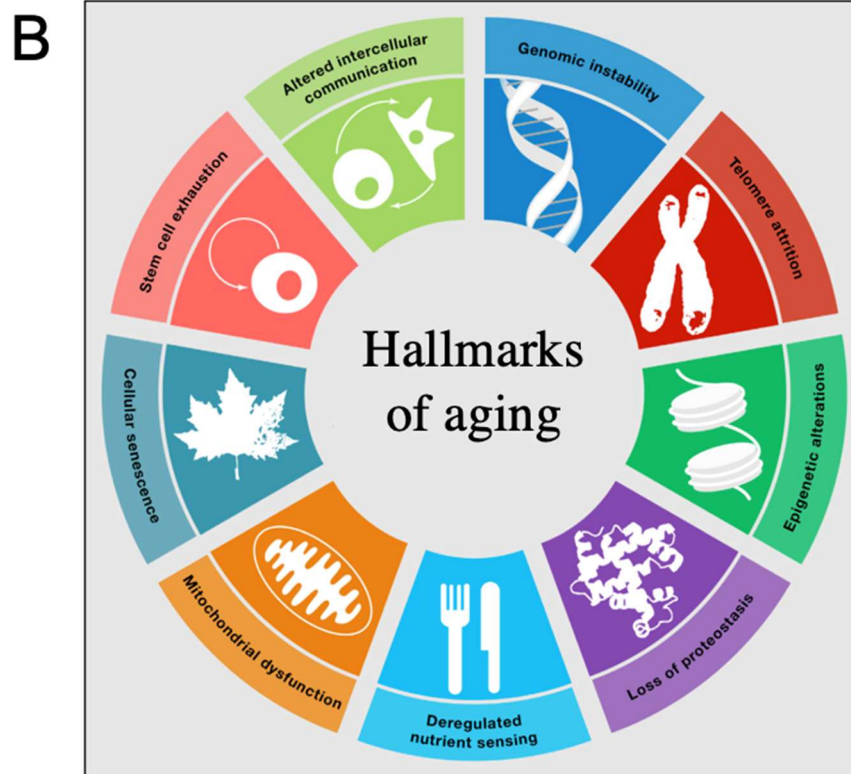 B
Altered intercellular
communication
Genomic instability
Telomere attrition
Epigenetic alterations
Loss of proteostasis
Deregulated
nutrient sensing
Mitochondrial dysfunction
Cellular senescence
Stem cell exhaustion
Hallmarks
of aging